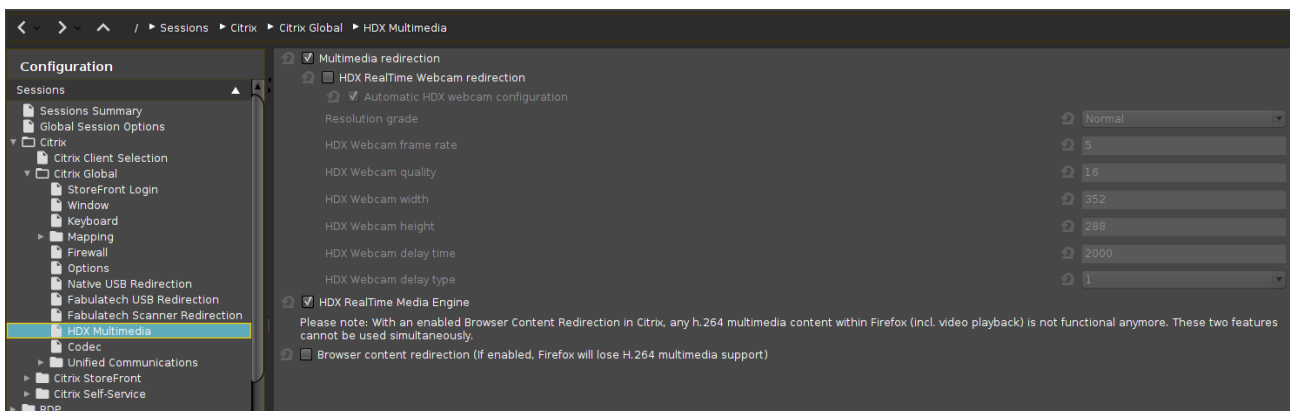 / Sessions Citrix Citrix Global HDX Multimedia
Configuration
Sessions
Sessions Summary
Global Session Options
Citrix
Citrix Client Selection
Citrix Global
StoreFront Login
Window
Keyboard
Mapping
Firewall
Options
Native USB Redirection
Fabulatech USB Redirection
Fabulatech Scanner Redirection
HDX Multimedia
Codec
Unified Communications
Citrix StoreFront
Citrix Self-Service
RDP
Multimedia redirection
HDX RealTime Webcam redirection
Automatic HDX webcam configuration
Resolution grade Normal
HDX Webcam frame rate 5
HDX Webcam quality 16
HDX Webcam width 352
HDX Webcam height 288
HDX Webcam delay time 2000
HDX Webcam delay type 1
HDX RealTime Media Engine
Please note: With an enabled Browser Content Redirection in Citrix, any h.264 multimedia content within Firefox (incl. video playback) is not functional anymore. These two features
cannot be used simultaneously.
Browser content redirection (If enabled, Firefox will lose H.264 multimedia support)